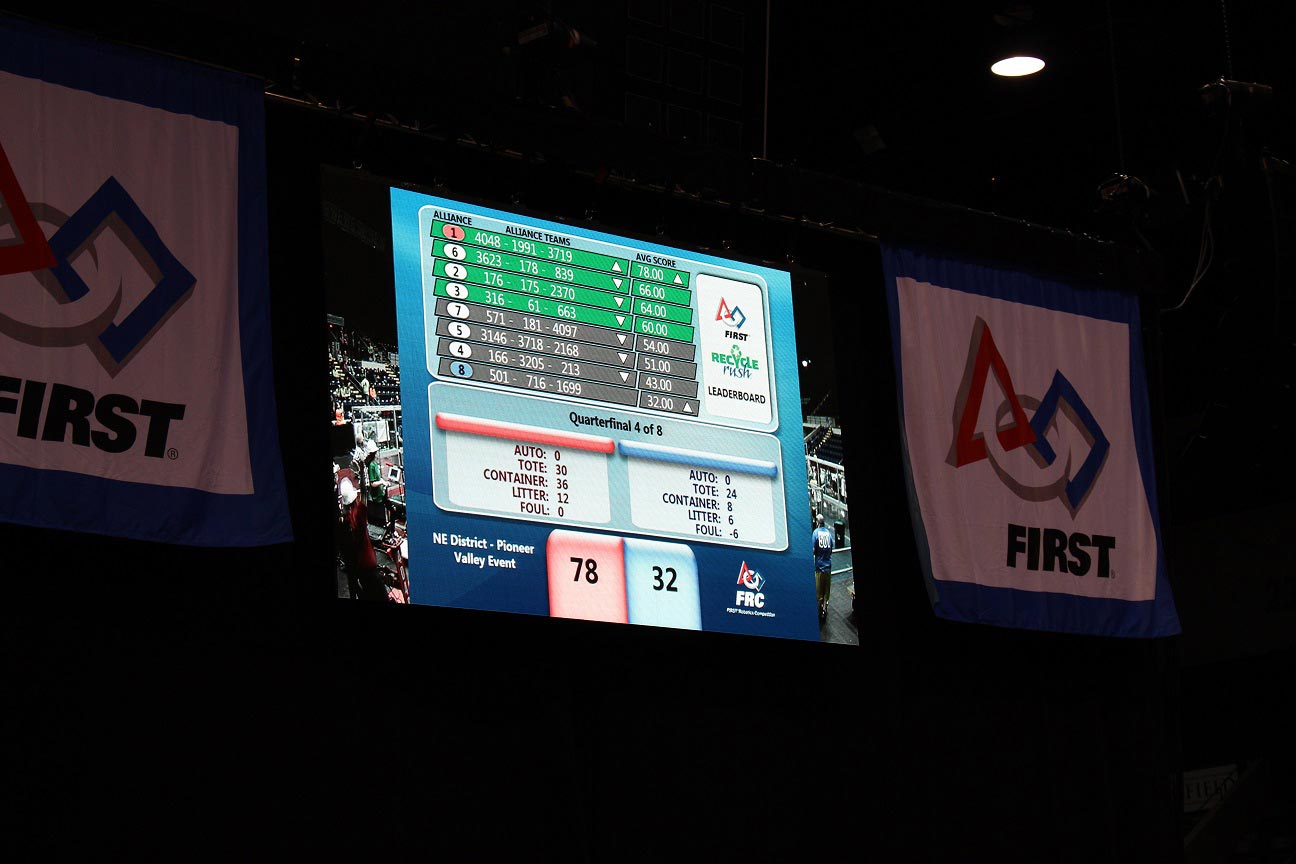 FIRST®
ALLIANCE ALLIANCE TEAMS AVG SCORE
1 4048 - 1991 - 3719 78.00
6 3623 - 178 - 839 66.00
2 176 - 175 - 2370 64.00
3 316 - 61 - 663 60.00
7 571 - 181 - 4097 54.00
5 3146 - 3718 - 2168 51.00
4 166 - 3205 - 213 43.00
8 501 - 716 - 1699 32.00
FIRST
RECYCLE
rush
LEADERBOARD
Quarterfinal 4 of 8
AUTO: 0
TOTE: 30
CONTAINER: 36
LITTER: 12
FOUL: 0
AUTO: 0
TOTE: 24
CONTAINER: 8
LITTER: 6
FOUL: -6
NE District - Pioneer
Valley Event
78
32
FRC
FIRST Robotics Competition
FIRST